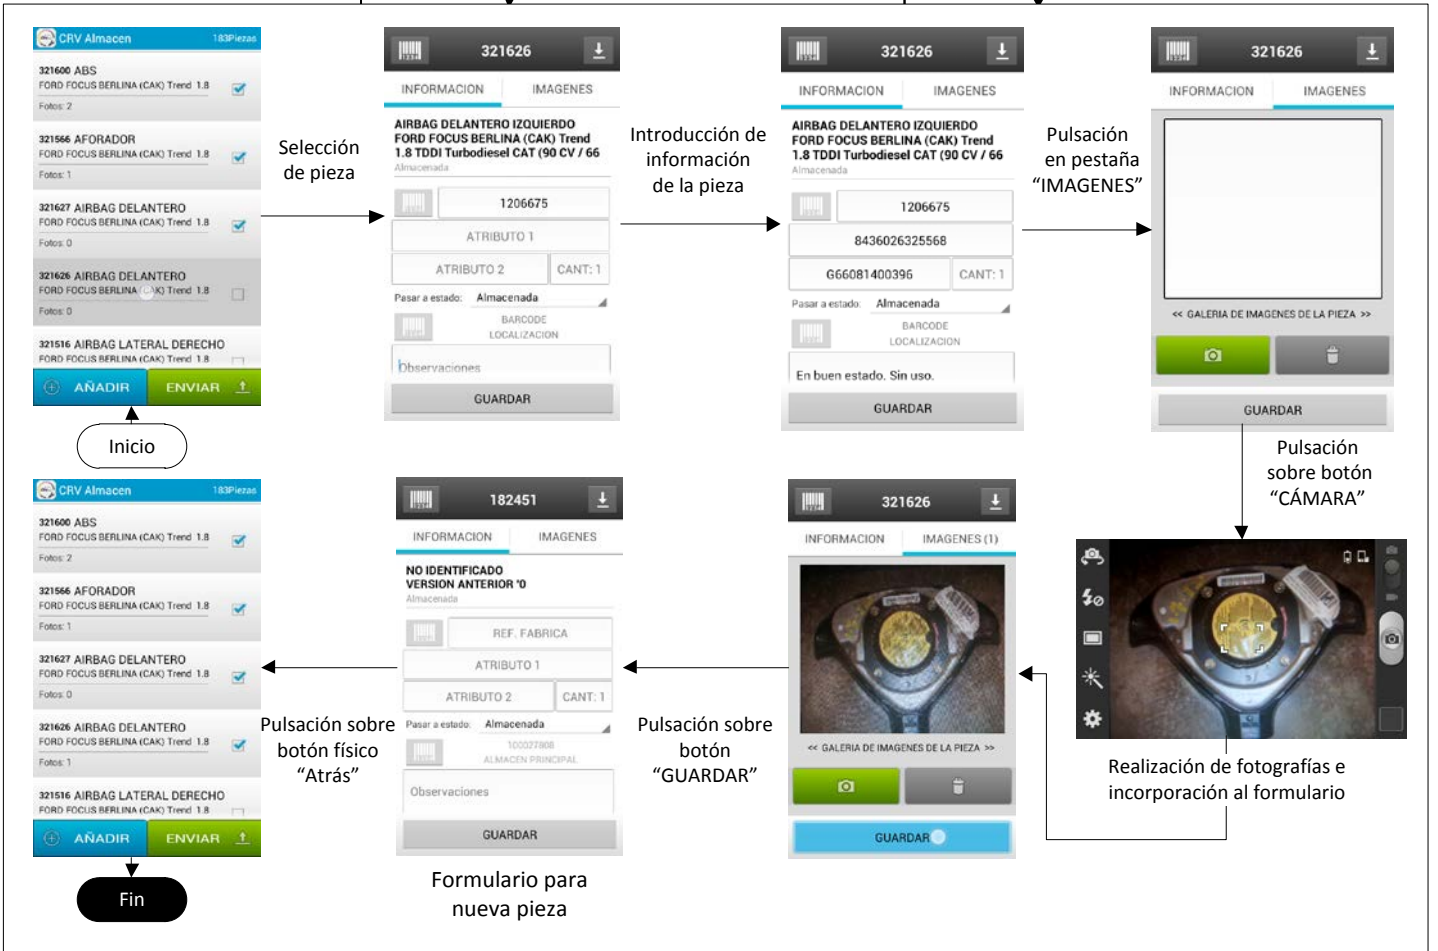 CRV Almacen 183Piezas
321600 ABS
FORD FOCUS BERLINA (CAK) Trend 1.8
Fotos: 2
321566 AFORADOR
FORD FOCUS BERLINA (CAK) Trend 1.8
Fotos: 1
321627 AIRBAG DELANTERO
FORD FOCUS BERLINA (CAK) Trend 1.8
Fotos: 0
321626 AIRBAG DELANTERO
FORD FOCUS BERLINA (CAK) Trend 1.8
Fotos: 0
321516 AIRBAG LATERAL DERECHO
FORD FOCUS BERLINA (CAK) Trend 1.8
AÑADIR ENVIAR
Inicio
Selección
de pieza
321626
INFORMACION IMAGENES
AIRBAG DELANTERO IZQUIERDO
FORD FOCUS BERLINA (CAK) Trend
1.8 TDDI Turbodiesel CAT (90 CV / 66
Almacenada
1206675
ATRIBUTO 1
ATRIBUTO 2 CANT: 1
Pasar a estado: Almacenada
BARCODE
LOCALIZACION
Observaciones
GUARDAR
Introducción de
información
de la pieza
321626
INFORMACION IMAGENES
AIRBAG DELANTERO IZQUIERDO
FORD FOCUS BERLINA (CAK) Trend
1.8 TDDI Turbodiesel CAT (90 CV / 66
Almacenada
1206675
8436026325568
G66081400396 CANT: 1
Pasar a estado: Almacenada
BARCODE
LOCALIZACION
En buen estado. Sin uso.
GUARDAR
Pulsación
en pestaña
“IMAGENES”
321626
INFORMACION IMAGENES
<< GALERIA DE IMAGENES DE LA PIEZA >>
GUARDAR
Pulsación
sobre botón
“CÁMARA”
Realización de fotografías e
incorporación al formulario
321626
INFORMACION IMAGENES (1)
<< GALERIA DE IMAGENES DE LA PIEZA >>
GUARDAR
Pulsación sobre
botón
“GUARDAR”
182451
INFORMACION IMAGENES
NO IDENTIFICADO
VERSION ANTERIOR '0
Almacenada
REF. FABRICA
ATRIBUTO 1
ATRIBUTO 2 CANT: 1
Pasar a estado: Almacenada
100027808
ALMACEN PRINCIPAL
Observaciones
GUARDAR
Formulario para
nueva pieza
Pulsación sobre
botón físico
“Atrás”
CRV Almacen 183Piezas
321600 ABS
FORD FOCUS BERLINA (CAK) Trend 1.8
Fotos: 2
321566 AFORADOR
FORD FOCUS BERLINA (CAK) Trend 1.8
Fotos: 1
321627 AIRBAG DELANTERO
FORD FOCUS BERLINA (CAK) Trend 1.8
Fotos: 0
321626 AIRBAG DELANTERO
FORD FOCUS BERLINA (CAK) Trend 1.8
Fotos: 1
321516 AIRBAG LATERAL DERECHO
FORD FOCUS BERLINA (CAK) Trend 1.8
AÑADIR ENVIAR
Fin